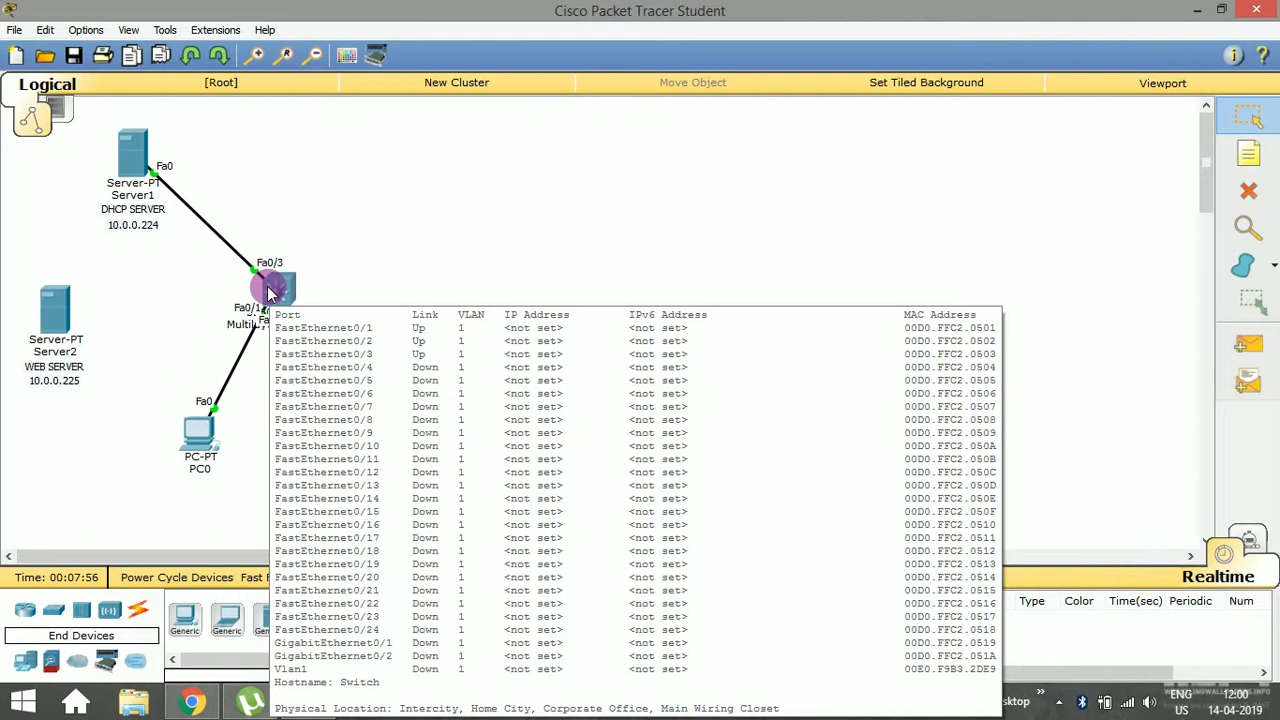 Cisco Packet Tracer Student
File Edit Options View Tools Extensions Help
Logical [Root] New Cluster Move Object Set Tiled Background Viewport
Fa0
Server-PT
Server1
DHCP SERVER
10.0.0.224
Fa0/3
Fa0/1
Fa
Server-PT
Server2
WEB SERVER
10.0.0.225
Fa0
PC-PT
PC0
Port Link VLAN IP Address IPv6 Address MAC Address
FastEthernet0/1 Up 1 <not set> <not set> 00D0.FFC2.0501
FastEthernet0/2 Up 1 <not set> <not set> 00D0.FFC2.0502
FastEthernet0/3 Up 1 <not set> <not set> 00D0.FFC2.0503
FastEthernet0/4 Down 1 <not set> <not set> 00D0.FFC2.0504
FastEthernet0/5 Down 1 <not set> <not set> 00D0.FFC2.0505
FastEthernet0/6 Down 1 <not set> <not set> 00D0.FFC2.0506
FastEthernet0/7 Down 1 <not set> <not set> 00D0.FFC2.0507
FastEthernet0/8 Down 1 <not set> <not set> 00D0.FFC2.0508
FastEthernet0/9 Down 1 <not set> <not set> 00D0.FFC2.0509
FastEthernet0/10 Down 1 <not set> <not set> 00D0.FFC2.050A
FastEthernet0/11 Down 1 <not set> <not set> 00D0.FFC2.050B
FastEthernet0/12 Down 1 <not set> <not set> 00D0.FFC2.050C
FastEthernet0/13 Down 1 <not set> <not set> 00D0.FFC2.050D
FastEthernet0/14 Down 1 <not set> <not set> 00D0.FFC2.050E
FastEthernet0/15 Down 1 <not set> <not set> 00D0.FFC2.050F
FastEthernet0/16 Down 1 <not set> <not set> 00D0.FFC2.0510
FastEthernet0/17 Down 1 <not set> <not set> 00D0.FFC2.0511
FastEthernet0/18 Down 1 <not set> <not set> 00D0.FFC2.0512
FastEthernet0/19 Down 1 <not set> <not set> 00D0.FFC2.0513
FastEthernet0/20 Down 1 <not set> <not set> 00D0.FFC2.0514
FastEthernet0/21 Down 1 <not set> <not set> 00D0.FFC2.0515
FastEthernet0/22 Down 1 <not set> <not set> 00D0.FFC2.0516
FastEthernet0/23 Down 1 <not set> <not set> 00D0.FFC2.0517
FastEthernet0/24 Down 1 <not set> <not set> 00D0.FFC2.0518
GigabitEthernet0/1 Down 1 <not set> <not set> 00D0.FFC2.0519
GigabitEthernet0/2 Down 1 <not set> <not set> 00D0.FFC2.051A
Vlan1 Down 1 <not set> <not set> 00E0.F9B3.2DE9
Hostname: Switch
Physical Location: Intercity, Home City, Corporate Office, Main Wiring Closet
Time: 00:07:56 Power Cycle Devices Fast F
Realtime
End Devices
Generic Generic
Type Color Time(sec) Periodic Num
sktop
ENG
US
12:00
14-04-2019